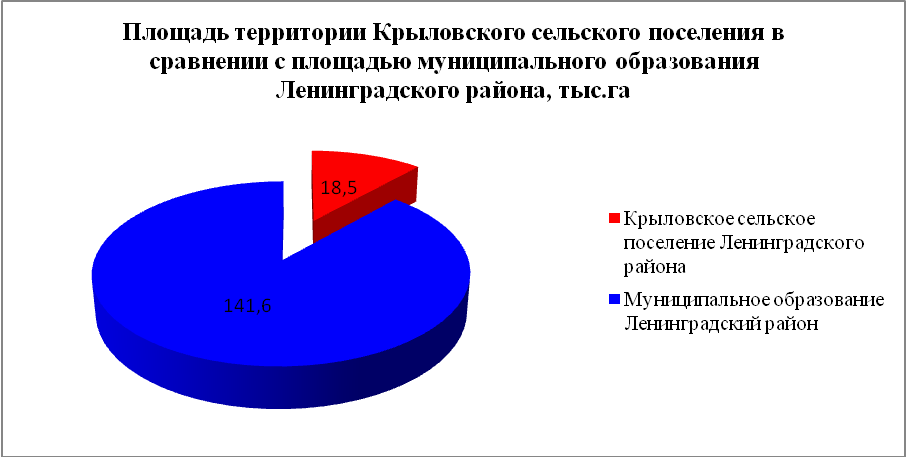 Площадь территории Крыловского сельского поселения в
сравнении с площадью муниципального образования
Ленинградского района, тыс.га
18,5
141,6
Крыловское сельское
поселение Ленинградского
района
Муниципальное образование
Ленинградский район